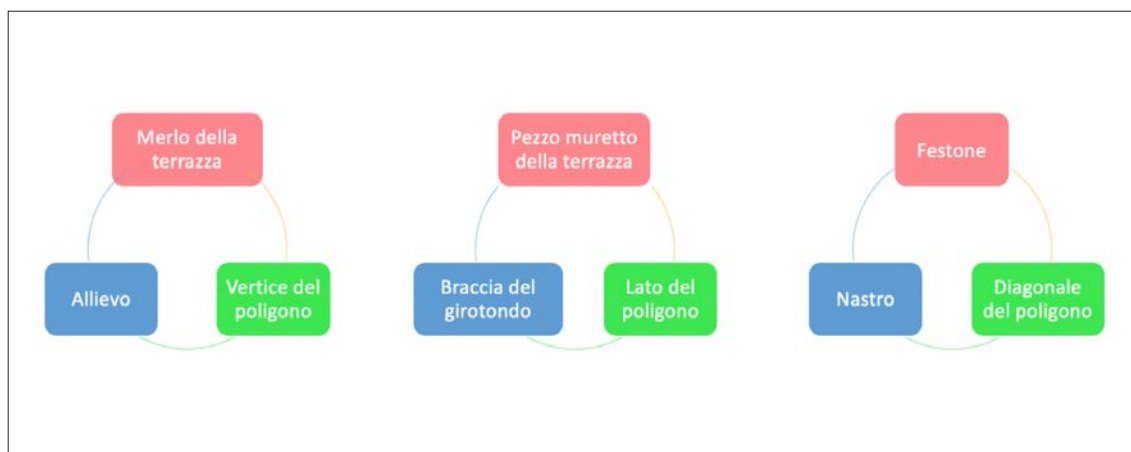 Merlo della
terrazza
Allievo
Vertice del
poligono
Pezzo muretto
della terrazza
Braccia del
girotondo
Lato del
poligono
Festone
Nastro
Diagonale
del poligono